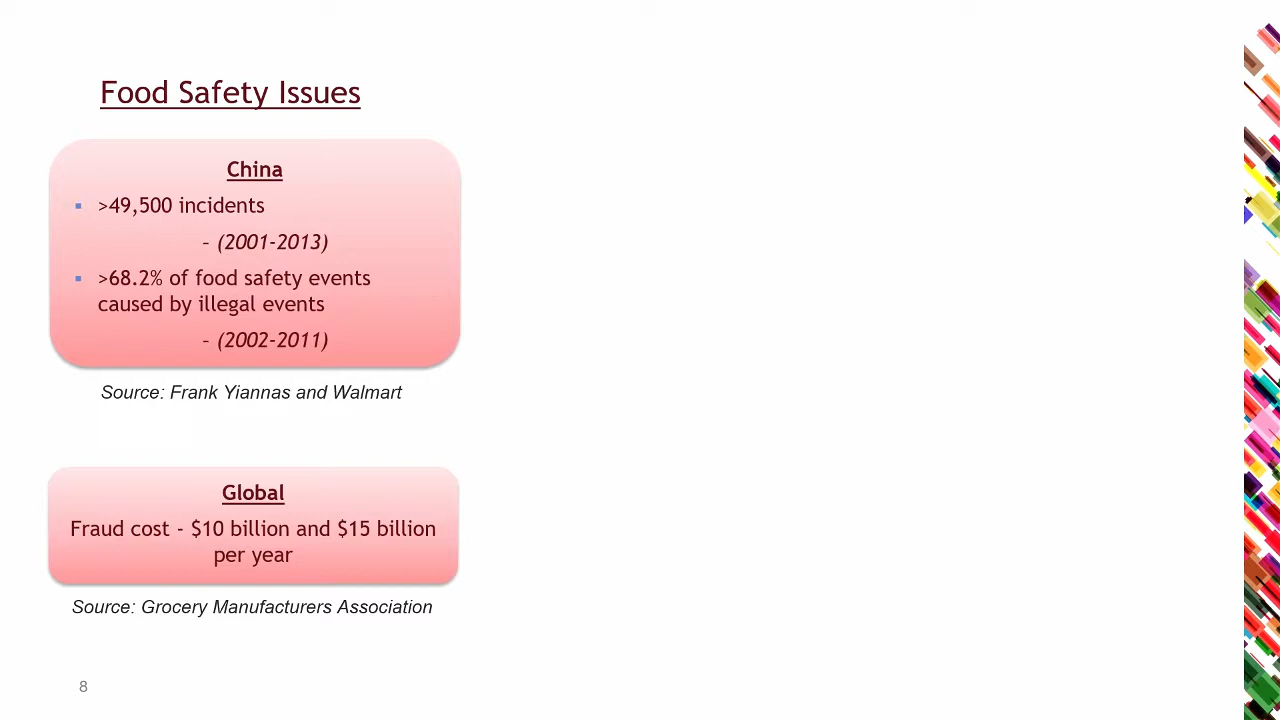 Food Safety Issues
China
▪ >49,500 incidents
– (2001-2013)
▪ >68.2% of food safety events
caused by illegal events
– (2002-2011)
Source: Frank Yiannas and Walmart
Global
Fraud cost - $10 billion and $15 billion
per year
Source: Grocery Manufacturers Association
8